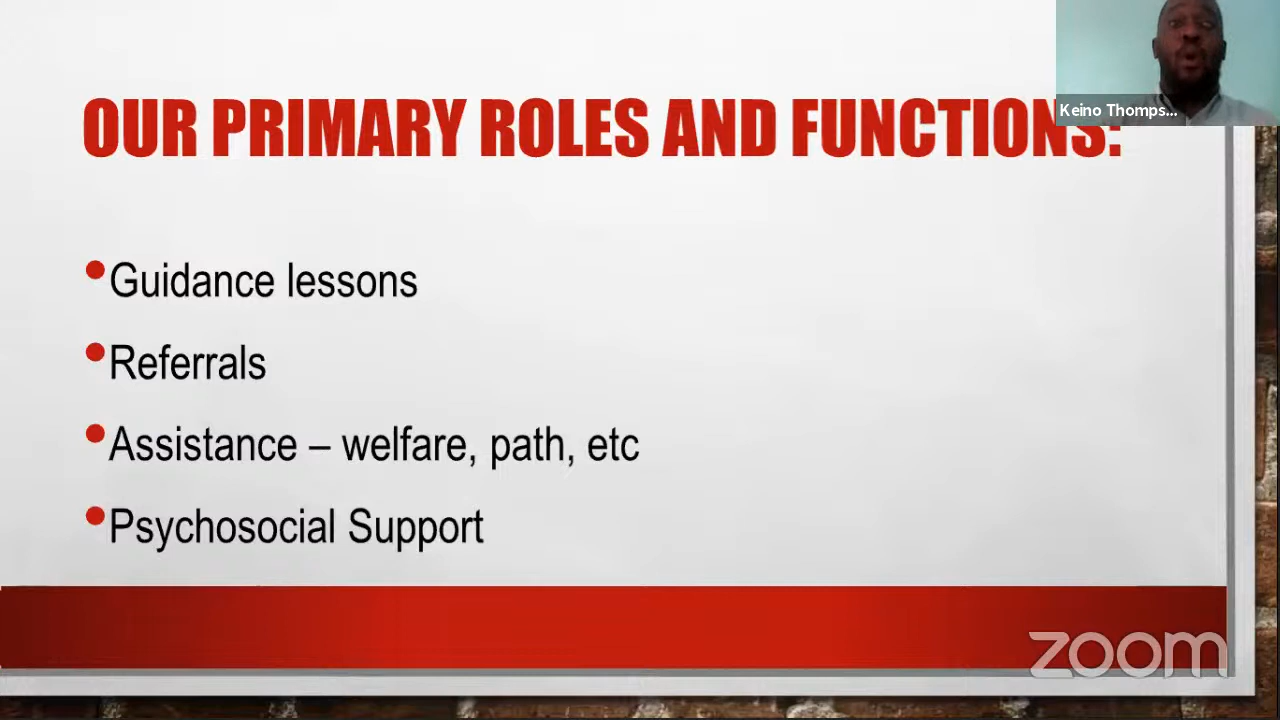 OUR PRIMARY ROLES AND FUNCTIONS:
Keino Thomps...
•Guidance lessons
•Referrals
•Assistance – welfare, path, etc
•Psychosocial Support
zoom